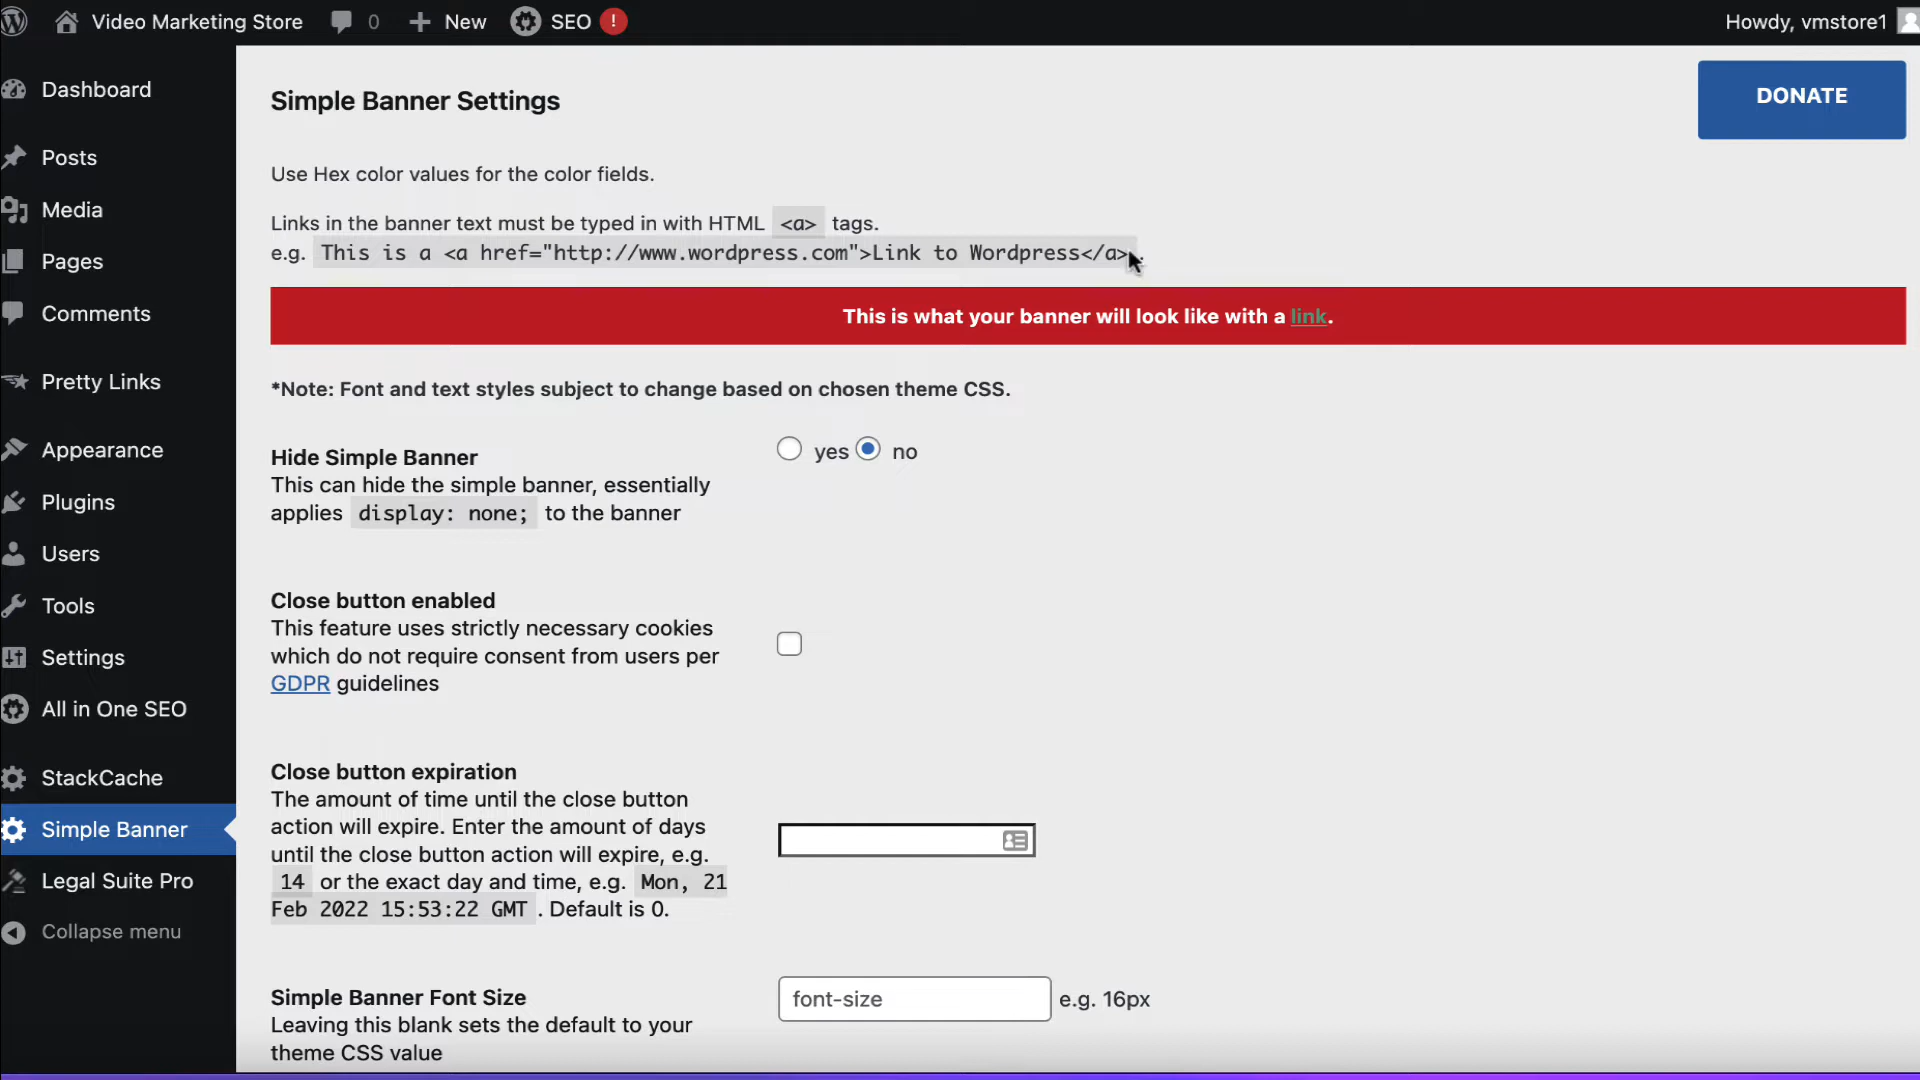 Video Marketing Store 0 New SEO ! Howdy, vmstore1
Dashboard
Posts
Media
Pages
Comments
Pretty Links
Appearance
Plugins
Users
Tools
Settings
All in One SEO
StackCache
Simple Banner
Legal Suite Pro
Collapse menu
Simple Banner Settings
DONATE
Use Hex color values for the color fields.
Links in the banner text must be typed in with HTML <a> tags.
e.g. This is a <a href="http://www.wordpress.com">Link to Wordpress</a>.
This is what your banner will look like with a link.
*Note: Font and text styles subject to change based on chosen theme CSS.
Hide Simple Banner
This can hide the simple banner, essentially
applies display: none; to the banner
yes no
Close button enabled
This feature uses strictly necessary cookies
which do not require consent from users per
GDPR guidelines
Close button expiration
The amount of time until the close button
action will expire. Enter the amount of days
until the close button action will expire, e.g.
14 or the exact day and time, e.g. Mon, 21
Feb 2022 15:53:22 GMT . Default is 0.
Simple Banner Font Size
Leaving this blank sets the default to your
theme CSS value
font-size e.g. 16px